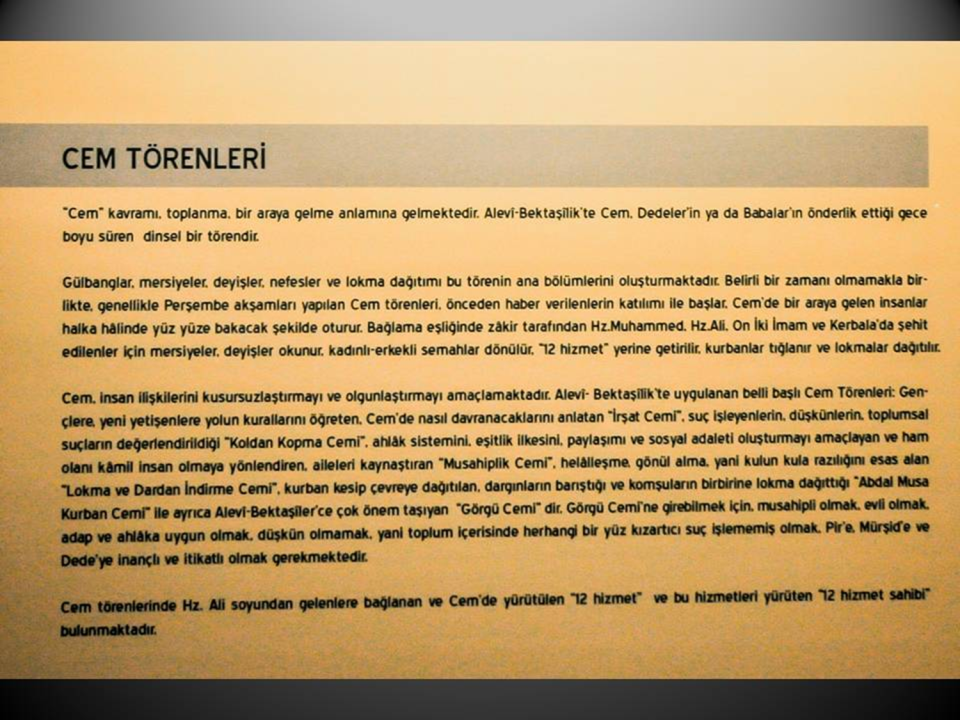 CEM TÖRENLERİ
"Cem" kavramı, toplanma, bir araya gelme anlamına gelmektedir. Alevî-Bektaşîlik'te Cem, Dedeler'in ya da Babalar'ın önderlik ettiği gece
boyu süren dinsel bir törendir.
Gülbanglar, mersiyeler, deyişler, nefesler ve lokma dağıtımı bu törenin ana bölümlerini oluşturmaktadır. Belirli bir zamanı olmamakla bir-
likte, genellikle Perşembe akşamları yapılan Cem törenleri, önceden haber verilenlerin katılımı ile başlar. Cem'de bir araya gelen insanlar
halka hâlinde yüz yüze bakacak şekilde oturur. Bağlama eşliğinde zâkir tarafından Hz.Muhammed, Hz.Ali, On İki İmam ve Kerbala'da şehit
edilenler için mersiyeler, deyişler okunur, kadınlı-erkekli semahlar dönülür, "12 hizmet" yerine getirilir, kurbanlar tığlanır ve lokmalar dağıtılır.
Cem, insan ilişkilerini kusursuzlaştırmayı ve olgunlaştırmayı amaçlamaktadır. Alevî- Bektaşîlik'te uygulanan belli başlı Cem Törenleri: Gen-
çlere, yeni yetişenlere yolun kurallarını öğreten, Cem'de nasıl davranacaklarını anlatan "İrşat Cemi", suç işleyenlerin, düşkünlerin, toplumsal
suçların değerlendirildiği "Koldan Kopma Cemi", ahlâk sistemini, eşitlik ilkesini, paylaşımı ve sosyal adaleti oluşturmayı amaçlayan ve ham
olanı kâmil insan olmaya yönlendiren, aileleri kaynaştıran "Musahiplik Cemi", helâlleşme, gönül alma, yani kulun kula razılığını esas alan
"Lokma ve Dardan İndirme Cemi", kurban kesip çevreye dağıtılan, dargınların barıştığı ve komşuların birbirine lokma dağıttığı "Abdal Musa
Kurban Cemi" ile ayrıca Alevî-Bektaşîler'ce çok önem taşıyan "Görgü Cemi" dir. Görgü Cemi'ne girebilmek için, musahipli olmak, evli olmak,
adap ve ahlâka uygun olmak, düşkün olmamak, yani toplum içerisinde herhangi bir yüz kızartıcı suç işlememiş olmak, Pir'e, Mürşid'e ve
Dede'ye inançlı ve itikatlı olmak gerekmektedir.
Cem törenlerinde Hz. Ali soyundan gelenlere bağlanan ve Cem'de yürütülen "12 hizmet" ve bu hizmetleri yürüten "12 hizmet sahibi"
bulunmaktadır.